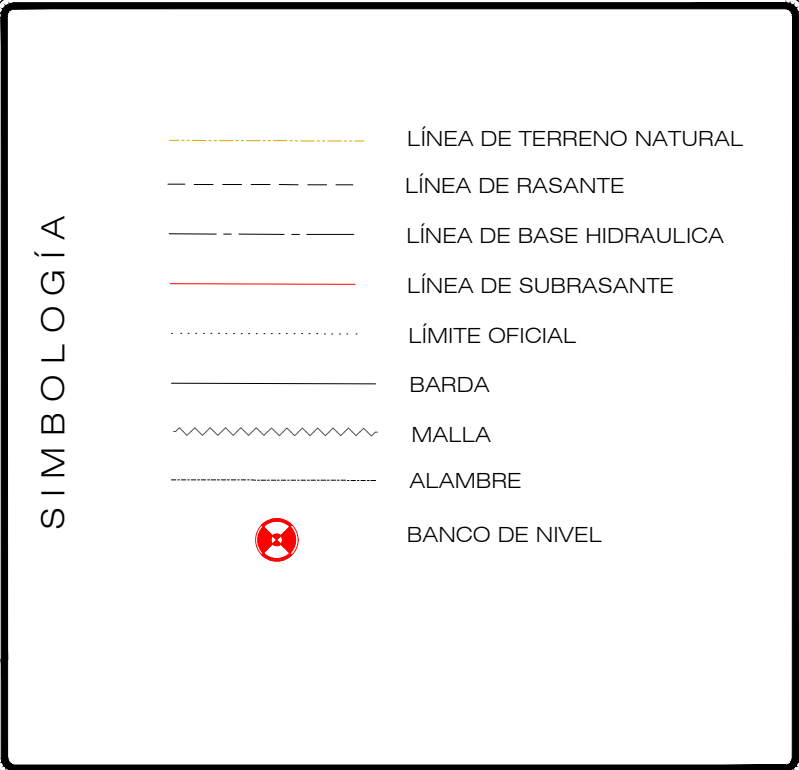 SIMBOLOGÍA
LÍNEA DE TERRENO NATURAL
LÍNEA DE RASANTE
LÍNEA DE BASE HIDRAULICA
LÍNEA DE SUBRASANTE
LÍMITE OFICIAL
BARDA
MALLA
ALAMBRE
BANCO DE NIVEL